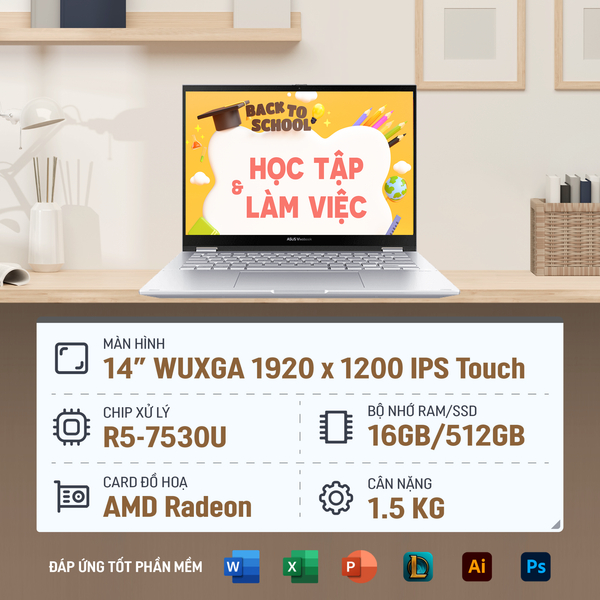 BACK TO
SCHOOL
HỌC TẬP
&
LÀM VIỆC
ASUS Vivobook
MÀN HÌNH
14” WUXGA 1920 x 1200 IPS Touch
CHIP XỬ LÝ
R5-7530U
BỘ NHỚ RAM/SSD
16GB/512GB
CARD ĐỒ HOẠ
AMD Radeon
CÂN NẶNG
1.5 KG
ĐÁP ỨNG TỐT PHẦN MỀM
W
X
P
L
Ai
Ps